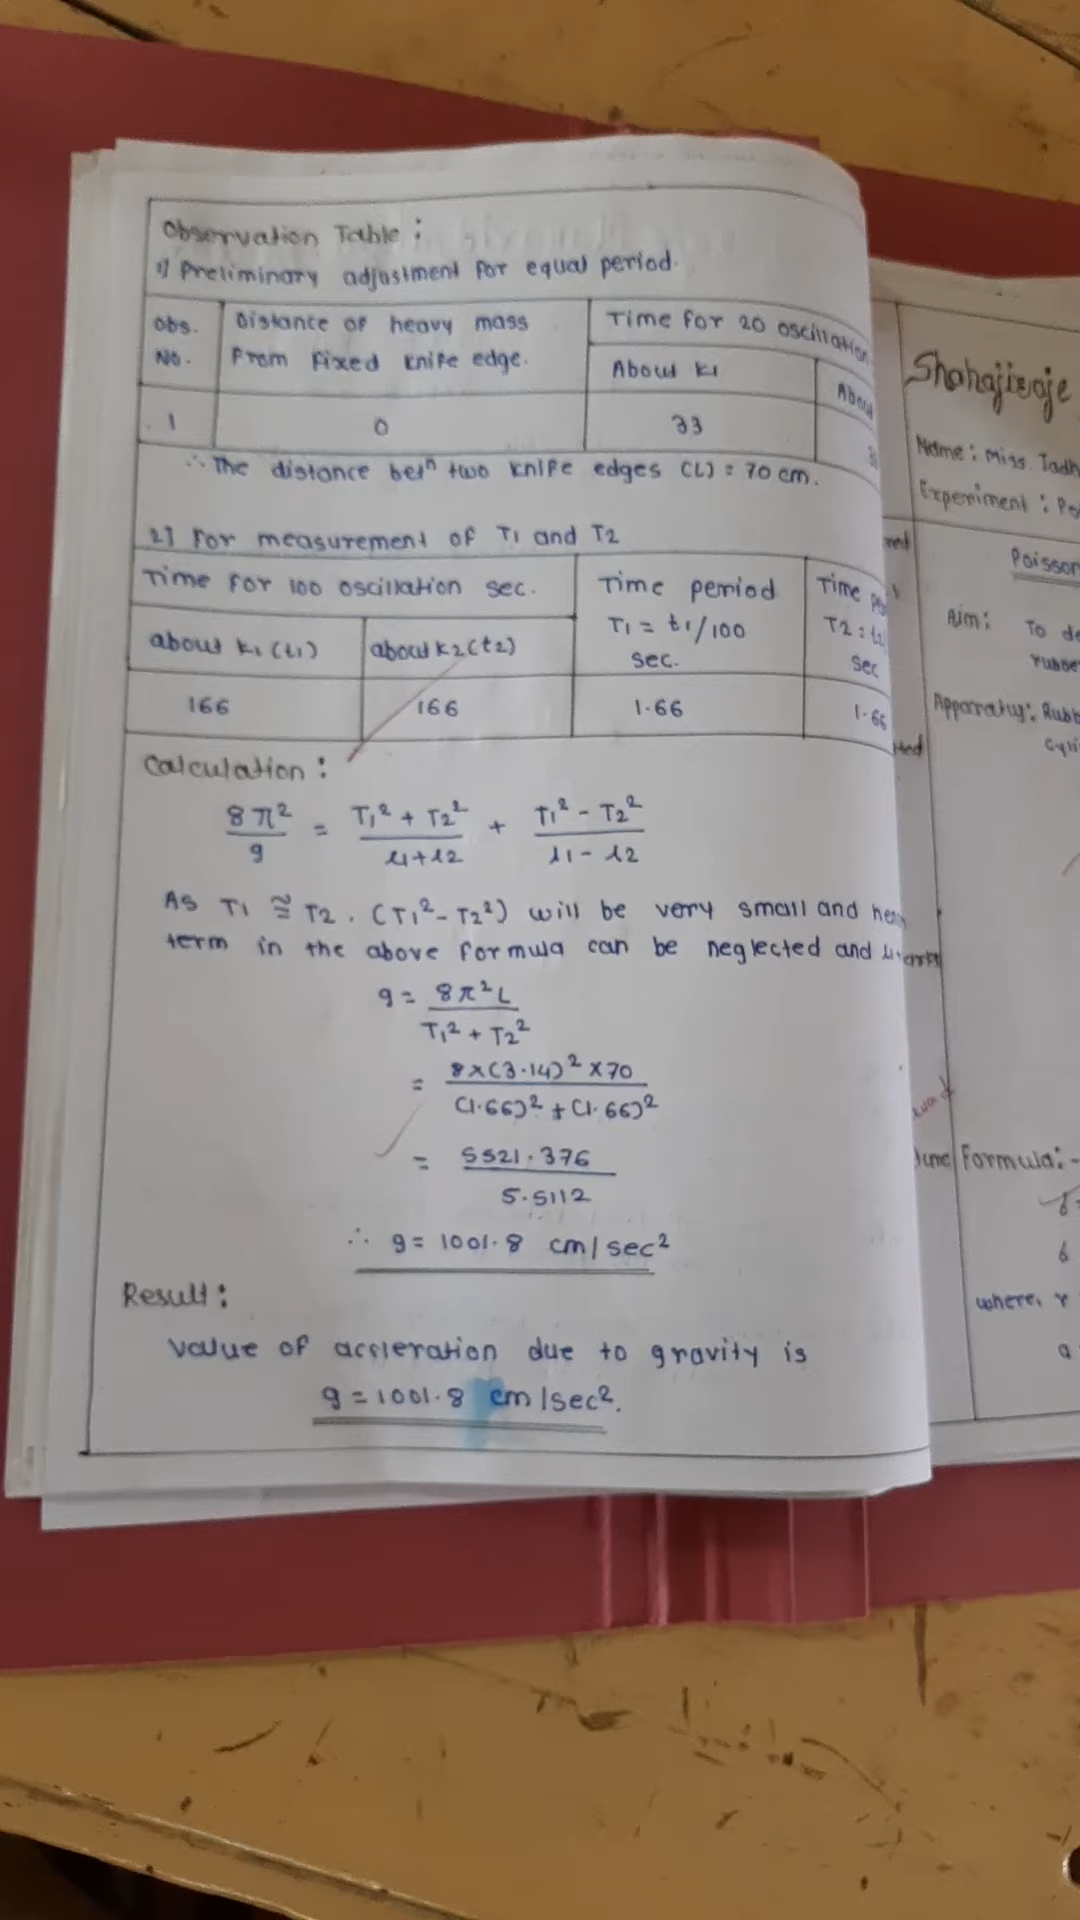 Observation Table :
1) Preliminary adjustment for equal period.
Obs. No.
Distance of heavy mass from fixed knife edge.
Time for 20 oscillation
About K1
About
1
0
33
∴ The distance betn two knife edges (L) = 70 cm.
2] For measurement of T1 and T2
Time for 100 oscillation sec.
Time period T1 = t1/100 sec.
Time T2 = sec
about K1 (t1)
about K2 (t2)
166
166
1.66
1.66
Calculation :
8π²/g = T1² + T2²/l1+l2 + T1² - T2²/l1 - l2
As T1 ≅ T2 . (T1² - T2²) will be very small and
term in the above formula can be neglected and
g = 8π²L/T1² + T2²
= 8×(3.14)² ×70/(1.66)² + (1.66)²
= 5521.376/5.5112
∴ g = 1001.8 cm/sec²
Result :
value of accleration due to gravity is
g = 1001.8 cm/sec².
Name : Miss.
Experiment :
Poisson
Aim : To
Apparatus :
Formula : -
where, r